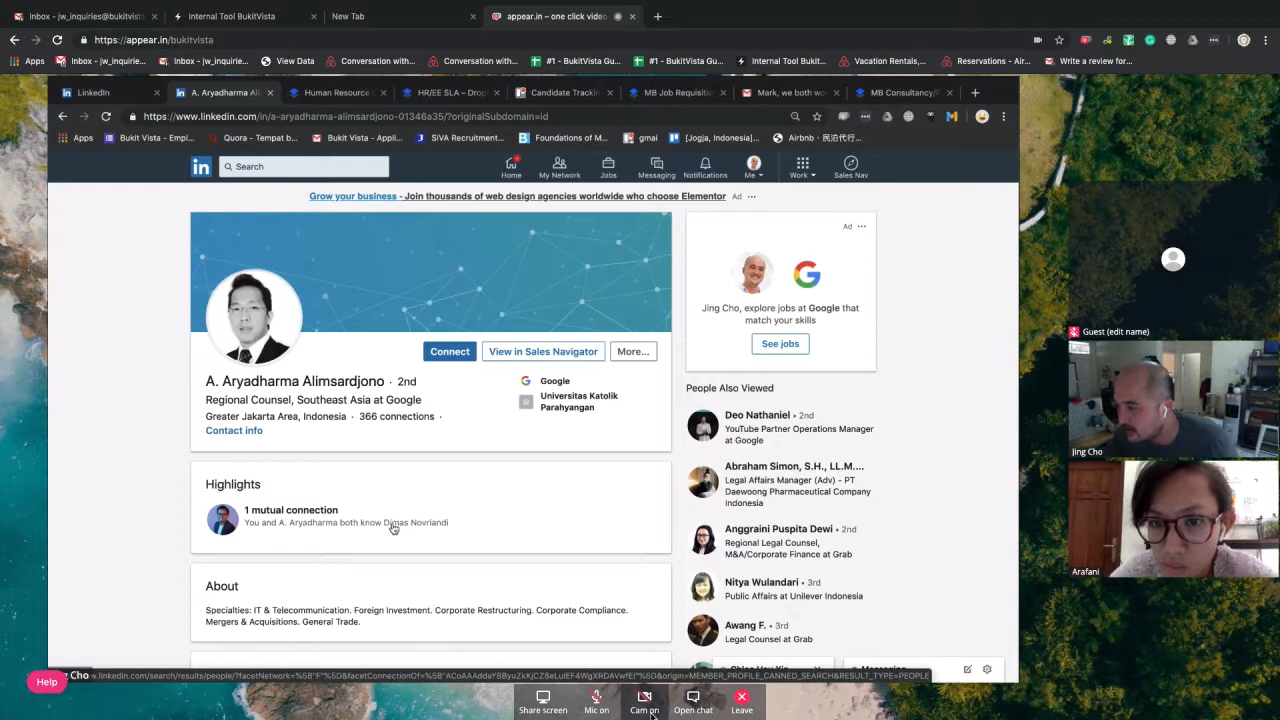 Inbox - jw_inquiries@bukitvista
Internal Tool BukitVista
New Tab
appear.in – one click video
https://appear.in/bukitvista
Apps
Inbox - jw_inquirie...
Inbox - jw_inquirie...
View Data
Conversation with...
Conversation with...
#1 - BukitVista Gu...
#1 - BukitVista Gu...
Internal Tool Bukit...
Vacation Rentals,...
Reservations - Air...
Write a review for...
LinkedIn
A. Aryadharma Ali
Human Resource
HR/EE SLA – Drop
Candidate Trackin
MB Job Requisitio
Mark, we both wo
MB Consultancy/
https://www.linkedin.com/in/a-aryadharma-alimsardjono-01346a35/?originalSubdomain=id
Apps
Bukit Vista - Empl...
Quora - Tempat b...
Bukit Vista - Appli...
SiVA Recruitment...
Foundations of M...
gmai
[Jogja, Indonesia]...
Airbnb - 民泊代行...
in
Search
Home
My Network
Jobs
Messaging
Notifications
Me
Work
Sales Nav
Grow your business - Join thousands of web design agencies worldwide who choose Elementor
Ad
Connect
View in Sales Navigator
More...
A. Aryadharma Alimsardjono · 2nd
Regional Counsel, Southeast Asia at Google
Greater Jakarta Area, Indonesia · 366 connections ·
Contact info
Google
Universitas Katolik
Parahyangan
Highlights
1 mutual connection
You and A. Aryadharma both know Dimas Novriandi
About
Specialties: IT & Telecommunication. Foreign Investment. Corporate Restructuring. Corporate Compliance.
Mergers & Acquisitions. General Trade.
Ad
G
Jing Cho, explore jobs at Google that
match your skills
See jobs
People Also Viewed
Deo Nathaniel • 2nd
YouTube Partner Operations Manager
at Google
Abraham Simon, S.H., LL.M....
Legal Affairs Manager (Adv) - PT
Daewoong Pharmaceutical Company
Indonesia
Anggraini Puspita Dewi • 2nd
Regional Legal Counsel,
M&A/Corporate Finance at Grab
Nitya Wulandari • 3rd
Public Affairs at Unilever Indonesia
Awang F. • 3rd
Legal Counsel at Grab
Messaging
Guest (edit name)
Jing Cho
Arafani
Help
Cho
Share screen
Mic on
Cam on
Open chat
Leave